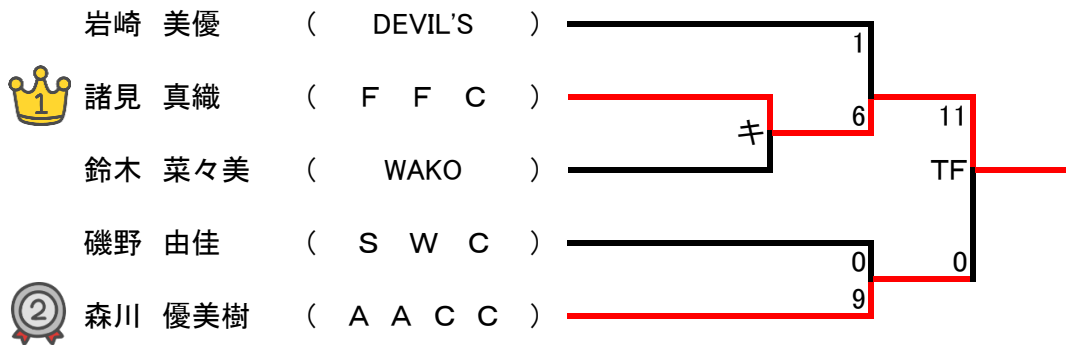 岩崎 美優 ( DEVIL'S ) 1
1 諸見 真織 ( F F C ) 6 11
キ
鈴木 菜々美 ( WAKO ) TF
磯野 由佳 ( S W C ) 0 0
2 森川 優美樹 ( A A C C ) 9